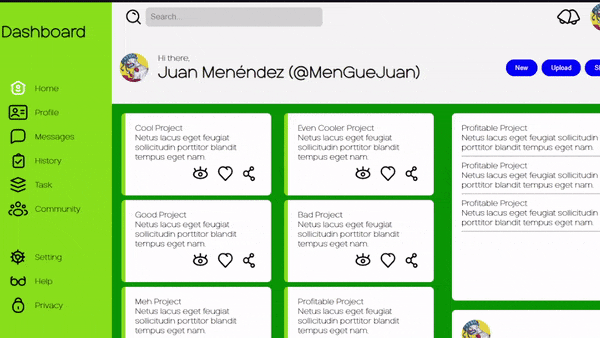 Dashboard
Home
Profile
Messages
History
Task
Community
Setting
Help
Privacy
Search...
Hi there,
Juan Menéndez (@MenGueJuan)
New
Upload
Cool Project
Netus lacus eget feugiat
sollicitudin porttitor blandit
tempus eget nam.
Even Cooler Project
Netus lacus eget feugiat
sollicitudin porttitor blandit
tempus eget nam.
Good Project
Netus lacus eget feugiat
sollicitudin porttitor blandit
tempus eget nam.
Bad Project
Netus lacus eget feugiat
sollicitudin porttitor blandit
tempus eget nam.
Meh Project
Netus lacus eget feugiat
sollicitudin porttitor blandit
tempus eget nam.
Profitable Project
Netus lacus eget feugiat
sollicitudin porttitor blandit
tempus eget nam.
Profitable Project
Netus lacus eget feugiat sollicitudin
porttitor blandit tempus eget nam.
Profitable Project
Netus lacus eget feugiat sollicitudin
porttitor blandit tempus eget nam.
Profitable Project
Netus lacus eget feugiat sollicitudin
porttitor blandit tempus eget nam.